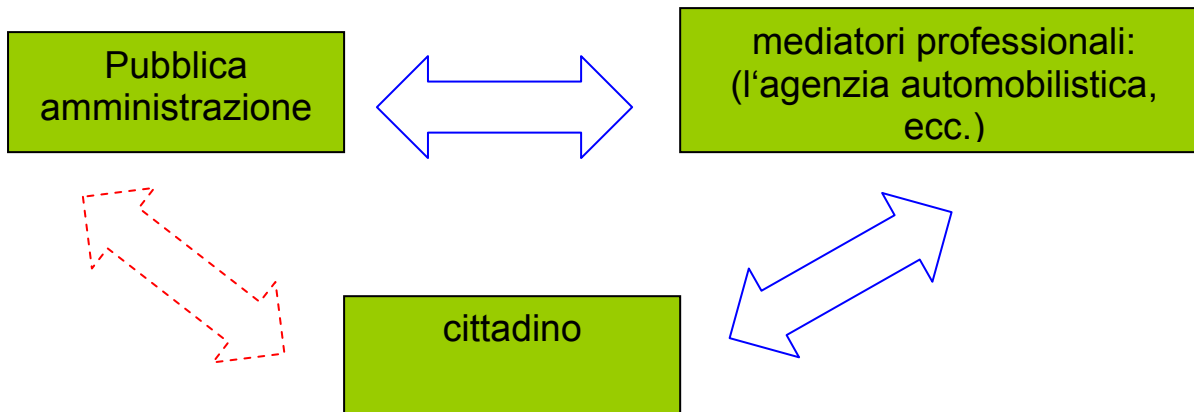 Pubblica
amministrazione
mediatori professionali:
(l‘agenzia automobilistica,
ecc.)
cittadino